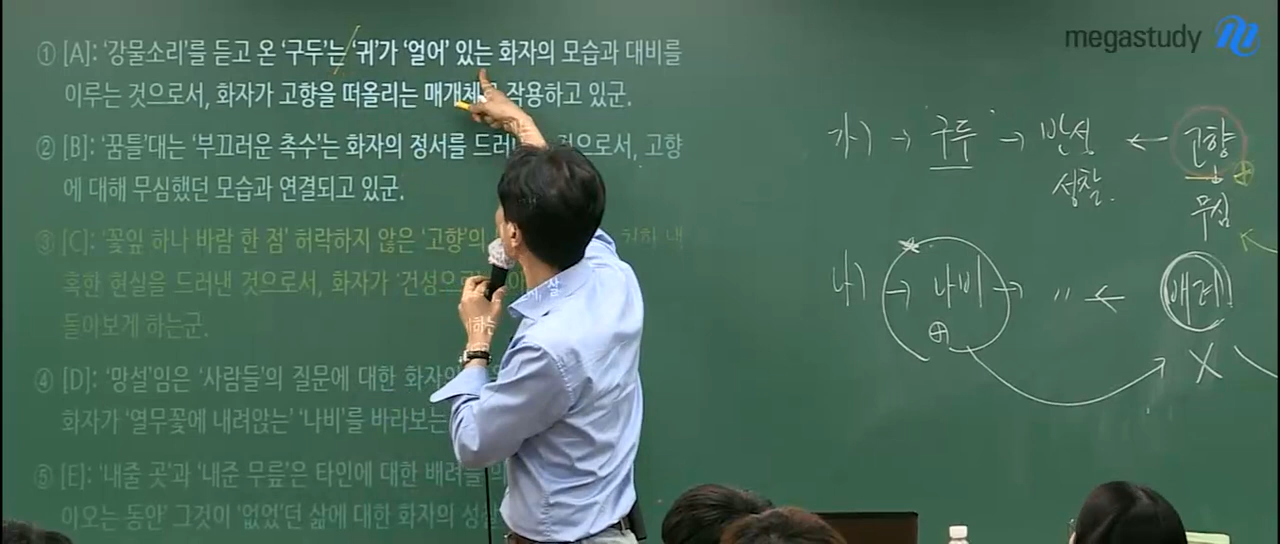 megastudy
① [A]: ‘강물소리’를 듣고 온 ‘구두’는 ‘귀’가 ‘얼어’ 있는 화자의 모습과 대비를
이루는 것으로서, 화자가 고향을 떠올리는 매개체로 작용하고 있군.
② [B]: ‘꿈틀’대는 ‘부끄러운 촉수’는 화자의 정서를 드러 것으로서, 고향
에 대해 무심했던 모습과 연결되고 있군.
③ [C]: ‘꽃잎 하나 바람 한 점’ 허락하지 않은 ‘고향’의
혹한 현실을 드러낸 것으로서, 화자가 ‘건성으로
돌아보게 하는군.
④ [D]: ‘망설’임은 ‘사람들’의 질문에 대한 화자의
화자가 ‘열무꽃에 내려앉는’ ‘나비’를 바라보는
⑤ [E]: ‘내줄 곳’과 ‘내준 무릎’은 타인에 대한 배려를
아오는 동안’ 그것이 ‘없었’던 삶에 대한 화자의 성
가) → 구두 → 반성 ← 고향
성찰. 무심
나) → 나비 → 〃 ← 배려
X